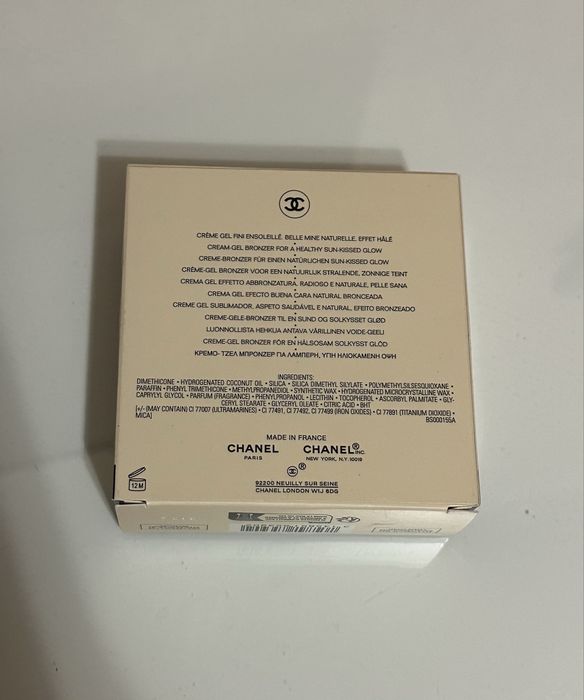 CRÈME GEL FINI ENSOLEILLÉ. BELLE MINE NATURELLE, EFFET HÂLÉ
CREAM-GEL BRONZER FOR A HEALTHY SUN-KISSED GLOW
CREME-BRONZER FÜR EINEN NATÜRLICHEN SUN-KISSED GLOW
CRÈME-GEL BRONZER VOOR EEN NATUURLIJK STRALENDE, ZONNIGE TEINT
CREMA GEL EFFETTO ABBRONZATURA. RADIOSO E NATURALE, PELLE SANA
CREMA GEL EFECTO BUENA CARA NATURAL BRONCEADA
CREME GEL SUBLIMADOR. ASPETO SAUDÁVEL E NATURAL, EFEITO BRONZEADO
CREME-GELE-BRONZER TIL EN SUND OG SOLKYSSET GLØD
LUONNOLLISTA HEHKUA ANTAVA VÄRILLINEN VOIDE-GEELI
CREME-GEL BRONZER FÖR EN HÄLSOSAM SOLKYSST GLÖD
ΚΡΕΜΟ-ΤΖΕΛ ΜΠΡΟΝΖΕΡ ΓΙΑ ΛΑΜΠΕΡΗ, ΥΓΙΗ ΗΛΙΟΚΑΜΕΝΗ ΟΨΗ
INGREDIENTS:
DIMETHICONE • HYDROGENATED COCONUT OIL • SILICA • SILICA DIMETHYL SILYLATE • POLYMETHYLSILSESQUIOXANE •
PARAFFIN • PHENYL TRIMETHICONE • METHYLPROPANEDIOL • SYNTHETIC WAX • HYDROGENATED MICROCRYSTALLINE WAX •
CAPRYLYL GLYCOL • PARFUM (FRAGRANCE) • PHENYLPROPANOL • LECITHIN • TOCOPHEROL • ASCORBYL PALMITATE • GLY-
CERYL STEARATE • GLYCERYL OLEATE • CITRIC ACID • BHT
[+/- (MAY CONTAIN) CI 77007 (ULTRAMARINES) • CI 77491, CI 77492, CI 77499 (IRON OXIDES) • CI 77891 (TITANIUM DIOXIDE) •
MICA]
BS000155A
MADE IN FRANCE
CHANEL CHANEL® INC.
PARIS NEW YORK, N.Y. 10019
®
12 M
92200 NEUILLY SUR SEINE
CHANEL LONDON W1J 6DG